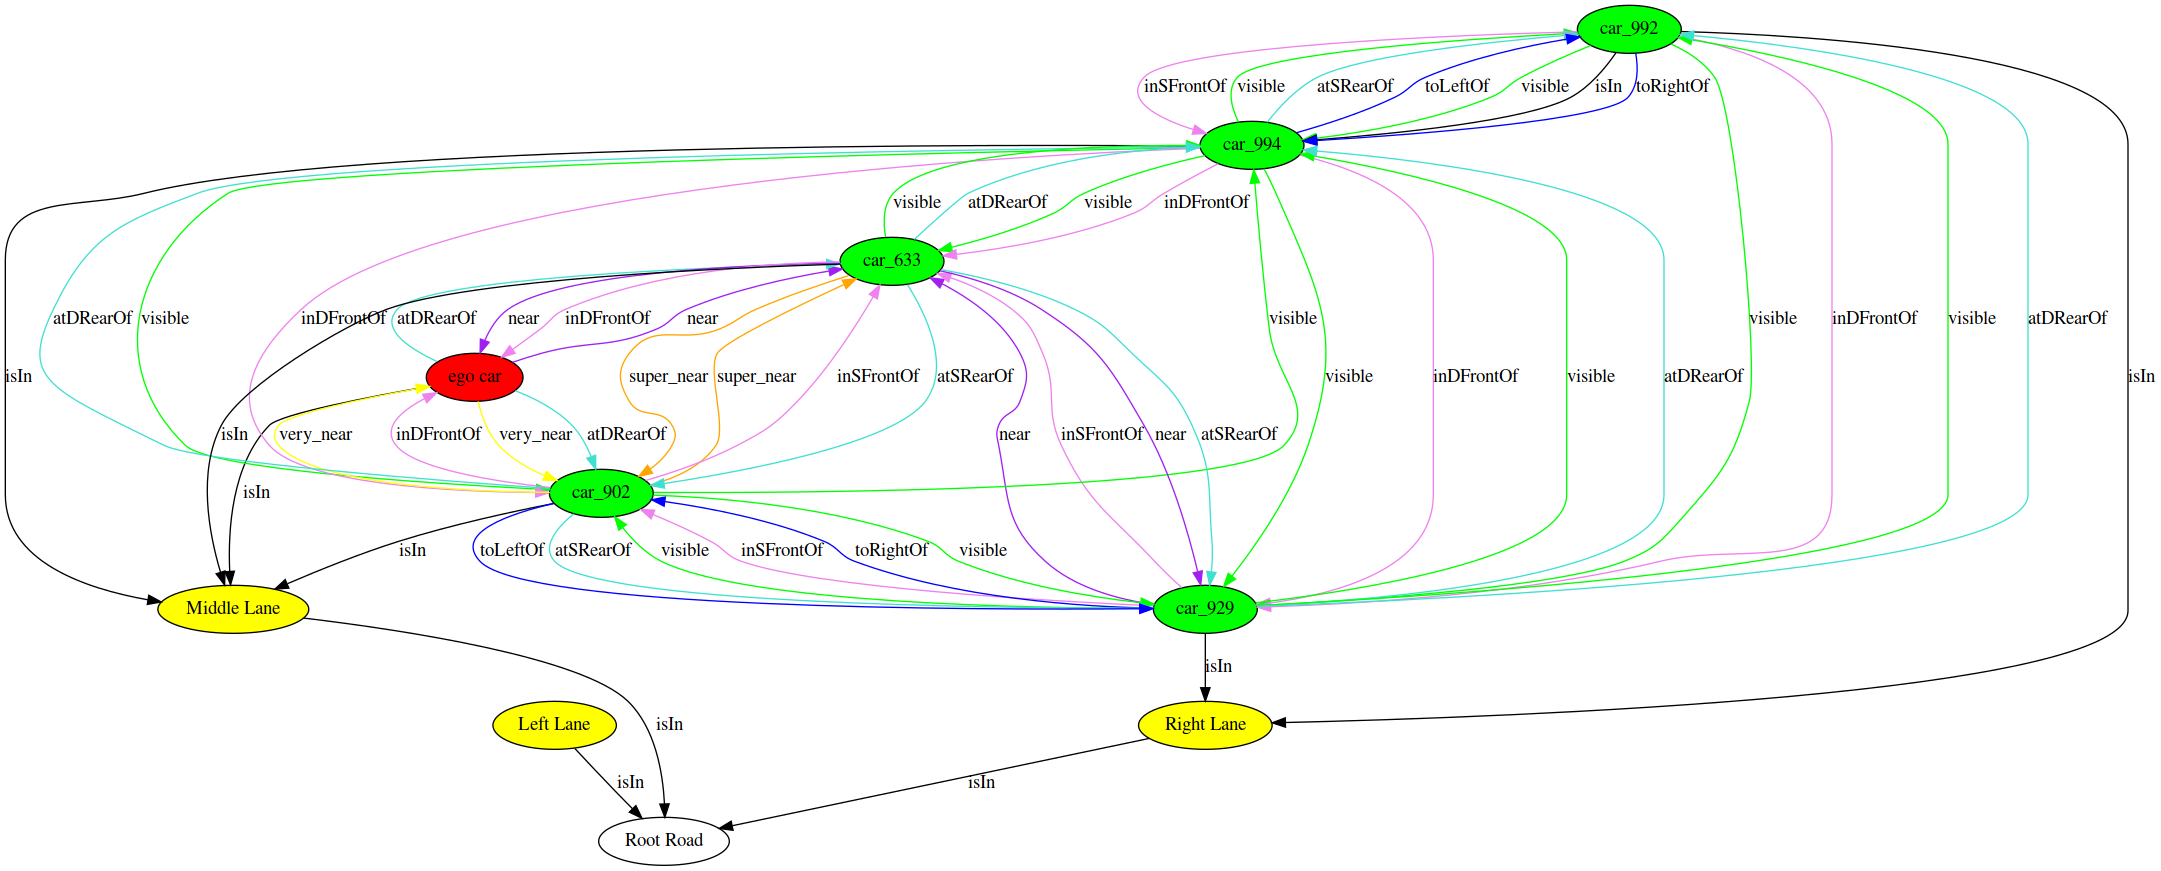 car_992
inSFrontOf visible atSRearOf toLeftOf visible isIn toRightOf
car_994
visible atDRearOf visible inDFrontOf
car_633
atDRearOf visible inDFrontOf atDRearOf near inDFrontOf near visible visible inDFrontOf visible atDRearOf
isIn ego car super_near super_near inSFrontOf atSRearOf visible inDFrontOf visible atDRearOf isIn
isIn very_near inDFrontOf very_near atDRearOf near inSFrontOf near atSRearOf
isIn car_902
isIn toLeftOf atSRearOf visible inSFrontOf toRightOf visible
Middle Lane car_929
isIn
Left Lane isIn Right Lane
isIn isIn
Root Road